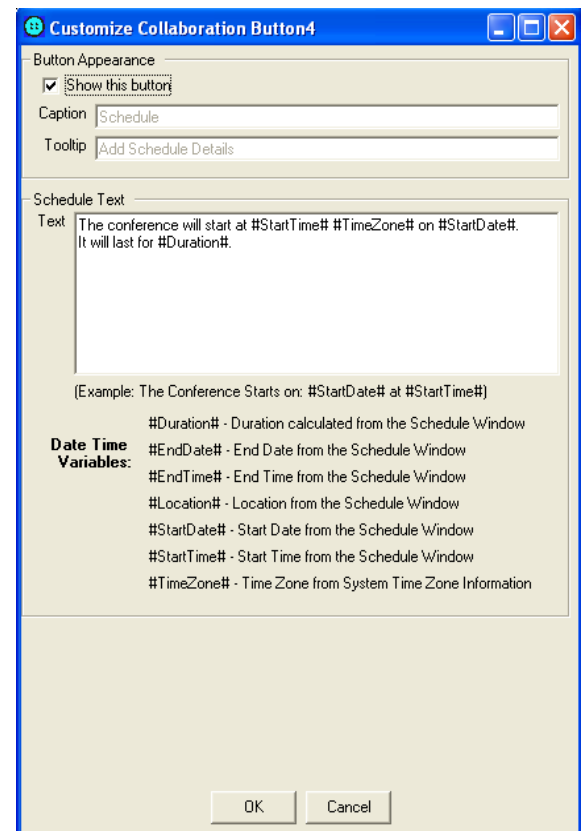 Customize Collaboration Button4
Button Appearance
Show this button
Caption Schedule
Tooltip Add Schedule Details
Schedule Text
Text The conference will start at #StartTime# #TimeZone# on #StartDate#.
It will last for #Duration#.
(Example: The Conference Starts on: #StartDate# at #StartTime#)
Date Time
Variables:
#Duration# - Duration calculated from the Schedule Window
#EndDate# - End Date from the Schedule Window
#EndTime# - End Time from the Schedule Window
#Location# - Location from the Schedule Window
#StartDate# - Start Date from the Schedule Window
#StartTime# - Start Time from the Schedule Window
#TimeZone# - Time Zone from System Time Zone Information
OK Cancel